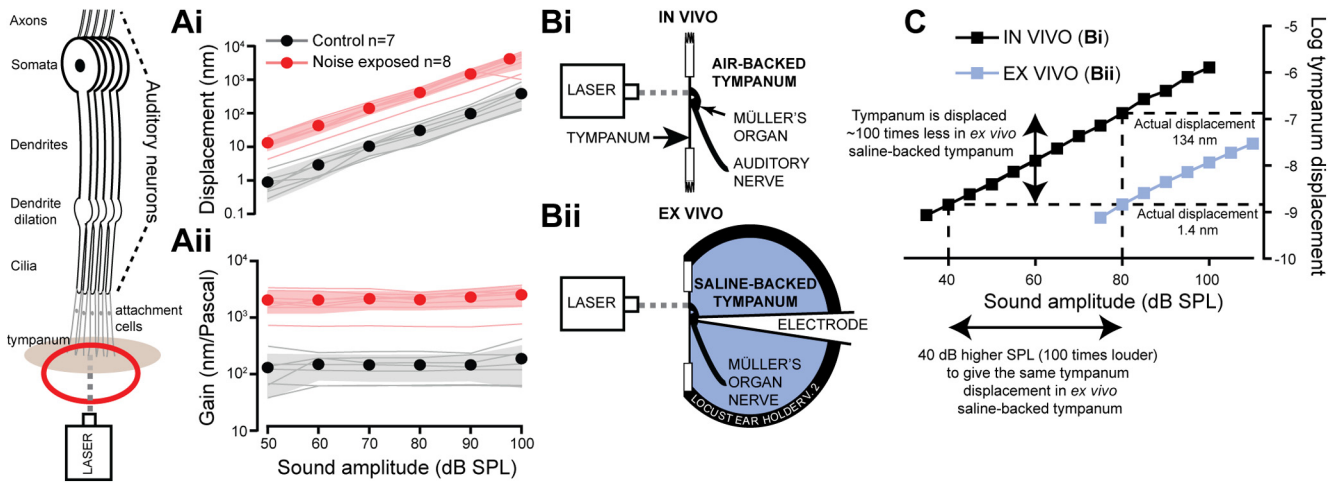 Axons
Somata
Auditory neurons
Dendrites
Dendrite
dilation
Cilia
attachment
cells
tympanum
LASER
Ai
Control n=7
Noise exposed n=8
Displacement (nm)
10⁴
10³
10²
10
1
0.1
Aii
Gain (nm/Pascal)
10⁴
10³
10²
10
50
60
70
80
90
100
Sound amplitude (dB SPL)
Bi
IN VIVO
AIR-BACKED
TYMPANUM
LASER
MÜLLER'S
ORGAN
TYMPANUM
AUDITORY
NERVE
Bii
EX VIVO
LASER
SALINE-BACKED
TYMPANUM
ELECTRODE
MÜLLER'S
ORGAN
NERVE
LOCUST EAR HOLDER V. 2
C
IN VIVO (Bi)
EX VIVO (Bii)
Tympanum is displaced
~100 times less in ex vivo
saline-backed tympanum
Actual displacement
134 nm
Actual displacement
1.4 nm
-5
-6
-7
-8
-9
-10
Log tympanum displacement
40
60
80
100
Sound amplitude (dB SPL)
40 dB higher SPL (100 times louder)
to give the same tympanum
displacement in ex vivo
saline-backed tympanum